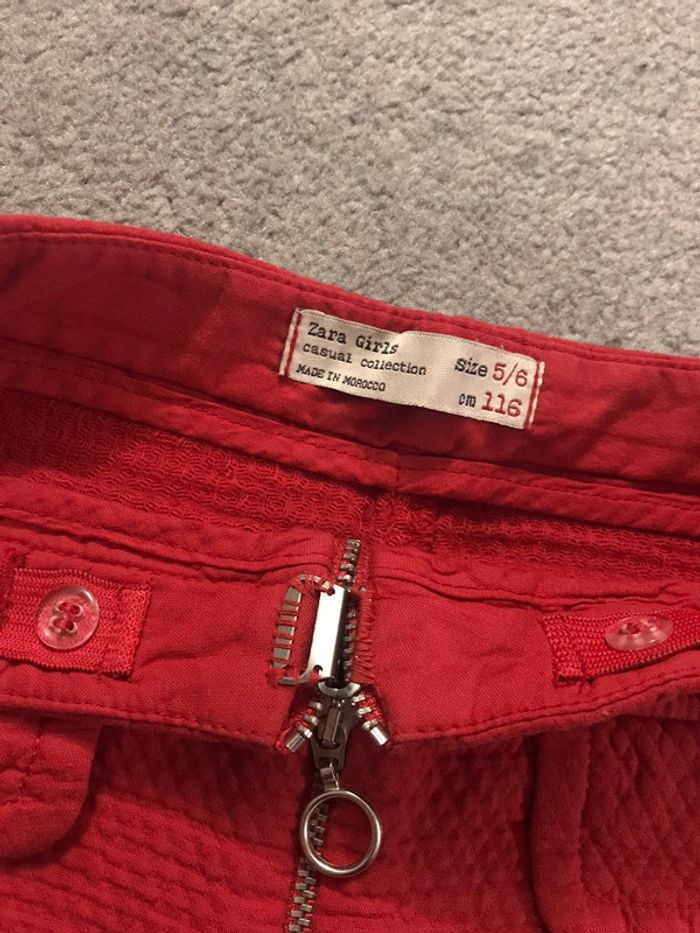 Zara Girls
casual collection
MADE IN MOROCCO
Size 5/6
cm 116